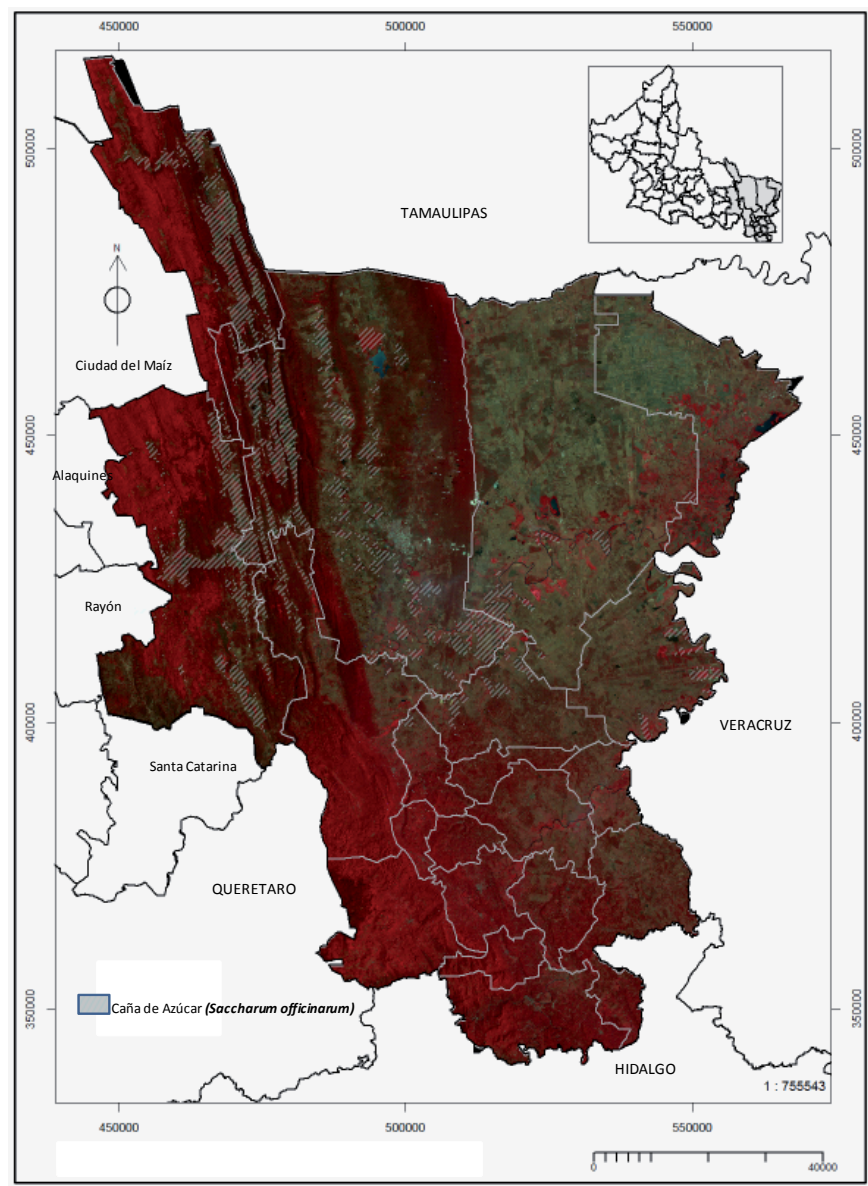 450000 500000 550000
500000 500000
TAMAULIPAS
N
Ciudad del Maíz
450000 450000
Alaquine
Rayón
400000 400000
VERACRUZ
Santa Catarina
QUERETARO
350000 350000
Caña de Azúcar (Saccharum officinarum)
HIDALGO
1 : 755543
450000 500000 550000
0 40000